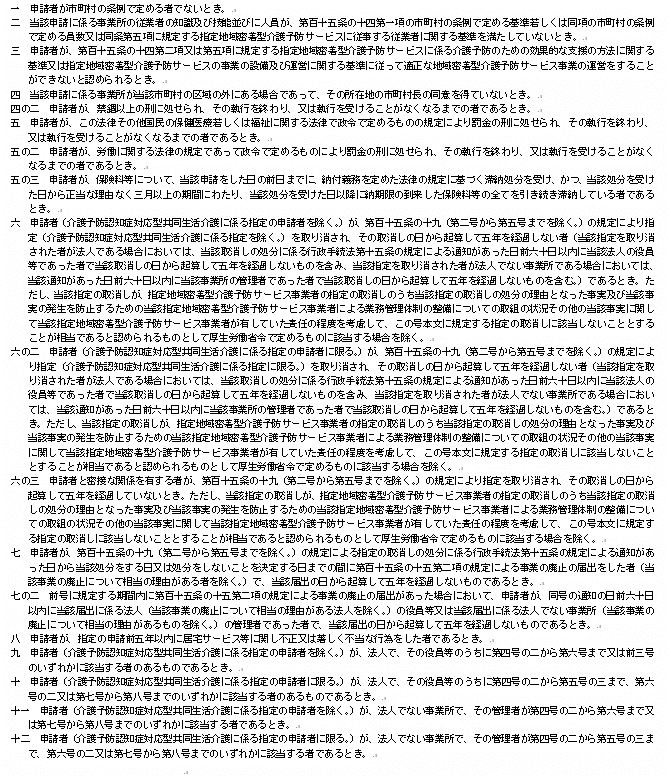 一　申請者が市町村の条例で定める者でないとき。
二　当該申請に係る事業所の従業者の知識及び技能並びに人員が、第百十五条の十四第一項の市町村の条例で定める基準若しくは同項の市町村の条例
で定める員数又は同条第五項に規定する指定地域密着型介護予防サービスに従事する従業者に関する基準を満たしていないとき。
三　申請者が、第百十五条の十四第二項又は第五項に規定する指定地域密着型介護予防サービスに係る介護予防のための効果的な支援の方法に関する
基準又は指定地域密着型介護予防サービスの事業の設備及び運営に関する基準に従って適正な地域密着型介護予防サービス事業の運営をすること
ができないと認められるとき。
四　当該申請に係る事業所が当該市町村の区域の外にある場合であって、その所在地の市町村長の同意を得ていないとき。
四の二　申請者が、禁錮以上の刑に処せられ、その執行を終わり、又は執行を受けることがなくなるまでの者であるとき。
五　申請者が、この法律その他国民の保健医療若しくは福祉に関する法律で政令で定めるものの規定により罰金の刑に処せられ、その執行を終わり、
又は執行を受けることがなくなるまでの者であるとき。
五の二　申請者が、労働に関する法律の規定であって政令で定めるものにより罰金の刑に処せられ、その執行を終わり、又は執行を受けることがなく
なるまでの者であるとき。
五の三　申請者が、保険料等について、当該申請をした日の前日までに、納付義務を定めた法律の規定に基づく滞納処分を受け、かつ、当該処分を受け
た日から正当な理由なく三月以上の期間にわたり、当該処分を受けた日以降に納期限の到来した保険料等の全てを引き続き滞納している者であると
き。
六　申請者（介護予防認知症対応型共同生活介護に係る指定の申請者を除く。）が、第百十五条の十九（第二号から第五号までを除く。）の規定により指
定（介護予防認知症対応型共同生活介護に係る指定を除く。）を取り消され、その取消しの日から起算して五年を経過しない者（当該指定を取り消
された者が法人である場合においては、当該取消しの処分に係る行政手続法第十五条の規定による通知があった日前六十日以内に当該法人の役員
等であった者で当該取消しの日から起算して五年を経過しないものを含み、当該指定を取り消された者が法人でない事業所である場合においては、
当該通知があった日前六十日以内に当該事業所の管理者であった者で当該取消しの日から起算して五年を経過しないものを含む。）であるとき。た
だし、当該指定の取消しが、指定地域密着型介護予防サービス事業者の指定の取消しのうち当該指定の取消しの処分の理由となった事実及び当該事
実の発生を防止するための当該指定地域密着型介護予防サービス事業者による業務管理体制の整備についての取組の状況その他の当該事実に関し
て当該指定地域密着型介護予防サービス事業者が有していた責任の程度を考慮して、この号本文に規定する指定の取消しに該当しないこととする
ことが相当であると認められるものとして厚生労働省令で定めるものに該当する場合を除く。
六の二　申請者（介護予防認知症対応型共同生活介護に係る指定の申請者に限る。）が、第百十五条の十九（第二号から第五号までを除く。）の規定によ
り指定（介護予防認知症対応型共同生活介護に係る指定に限る。）を取り消され、その取消しの日から起算して五年を経過しない者（当該指定を取
り消された者が法人である場合においては、当該取消しの処分に係る行政手続法第十五条の規定による通知があった日前六十日以内に当該法人の
役員等であった者で当該取消しの日から起算して五年を経過しないものを含み、当該指定を取り消された者が法人でない事業所である場合におい
ては、当該通知があった日前六十日以内に当該事業所の管理者であった者で当該取消しの日から起算して五年を経過しないものを含む。）であると
き。ただし、当該指定の取消しが、指定地域密着型介護予防サービス事業者の指定の取消しのうち当該指定の取消しの処分の理由となった事実及び
当該事実の発生を防止するための当該指定地域密着型介護予防サービス事業者による業務管理体制の整備についての取組の状況その他の当該事実
に関して当該指定地域密着型介護予防サービス事業者が有していた責任の程度を考慮して、この号本文に規定する指定の取消しに該当しないこと
とすることが相当であると認められるものとして厚生労働省令で定めるものに該当する場合を除く。
六の三　申請者と密接な関係を有する者が、第百十五条の十九（第二号から第五号までを除く。）の規定により指定を取り消され、その取消しの日から
起算して五年を経過していないとき。ただし、当該指定の取消しが、指定地域密着型介護予防サービス事業者の指定の取消しのうち当該指定の取消
しの処分の理由となった事実及び当該事実の発生を防止するための当該指定地域密着型介護予防サービス事業者による業務管理体制の整備につい
ての取組の状況その他の当該事実に関して当該指定地域密着型介護予防サービス事業者が有していた責任の程度を考慮して、この号本文に規定す
る指定の取消しに該当しないこととすることが相当であると認められるものとして厚生労働省令で定めるものに該当する場合を除く。
七　申請者が、第百十五条の十九（第二号から第五号までを除く。）の規定による指定の取消しの処分に係る行政手続法第十五条の規定による通知があ
った日から当該処分をする日又は処分をしないことを決定する日までの間に第百十五条の十五第二項の規定による事業の廃止の届出をした者（当
該事業の廃止について相当の理由がある者を除く。）で、当該届出の日から起算して五年を経過しないものであるとき。
七の二　前号に規定する期間内に第百十五条の十五第二項の規定による事業の廃止の届出があった場合において、申請者が、同号の通知の日前六十日
以内に当該届出に係る法人（当該事業の廃止について相当の理由がある法人を除く。）の役員等又は当該届出に係る法人でない事業所（当該事業の
廃止について相当の理由があるものを除く。）の管理者であった者で、当該届出の日から起算して五年を経過しないものであるとき。
八　申請者が、指定の申請前五年以内に居宅サービス等に関し不正又は著しく不当な行為をした者であるとき。
九　申請者（介護予防認知症対応型共同生活介護に係る指定の申請者を除く。）が、法人で、その役員等のうちに第四号の二から第六号まで又は前三号
のいずれかに該当する者のあるものであるとき。
十　申請者（介護予防認知症対応型共同生活介護に係る指定の申請者に限る。）が、法人で、その役員等のうちに第四号の二から第五号の三まで、第六
号の二又は第七号から第八号までのいずれかに該当する者のあるものであるとき。
十一　申請者（介護予防認知症対応型共同生活介護に係る指定の申請者を除く。）が、法人でない事業所で、その管理者が第四号の二から第六号まで又
は第七号から第八号までのいずれかに該当する者であるとき。
十二　申請者（介護予防認知症対応型共同生活介護に係る指定の申請者に限る。）が、法人でない事業所で、その管理者が第四号の二から第五号の三ま
で、第六号の二又は第七号から第八号までのいずれかに該当する者であるとき。